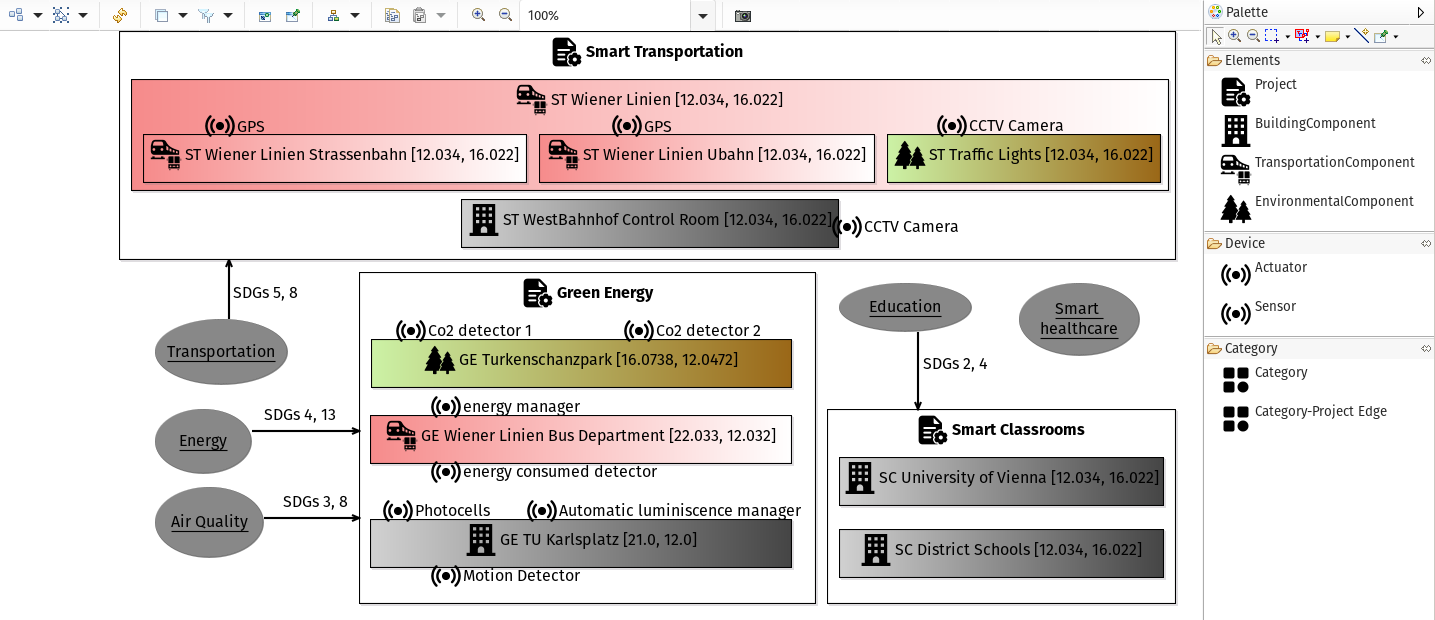 100%
Smart Transportation
ST Wiener Linien [12.034, 16.022]
GPS
GPS
CCTV Camera
ST Wiener Linien Strassenbahn [12.034, 16.022]
ST Wiener Linien Ubahn [12.034, 16.022]
ST Traffic Lights [12.034, 16.022]
ST WestBahnhof Control Room [12.034, 16.022]
CCTV Camera
SDGs 5, 8
Transportation
Energy
SDGs 4, 13
Air Quality
SDGs 3, 8
Green Energy
Co2 detector 1
Co2 detector 2
GE Turkenschanzpark [16.0738, 12.0472]
energy manager
GE Wiener Linien Bus Department [22.033, 12.032]
energy consumed detector
Photocells
Automatic luminiscence manager
GE TU Karlsplatz [21.0, 12.0]
Motion Detector
Education
Smart
healthcare
SDGs 2, 4
Smart Classrooms
SC University of Vienna [12.034, 16.022]
SC District Schools [12.034, 16.022]
Palette
Elements
Project
BuildingComponent
TransportationComponent
EnvironmentalComponent
Device
Actuator
Sensor
Category
Category
Category-Project Edge